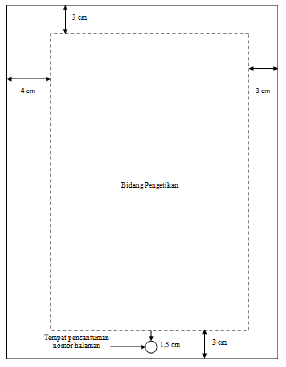 3 cm
4 cm
3 cm
Bidang Pengetikan
Tempat pencantuman
nomor halaman
1,5 cm
3 cm